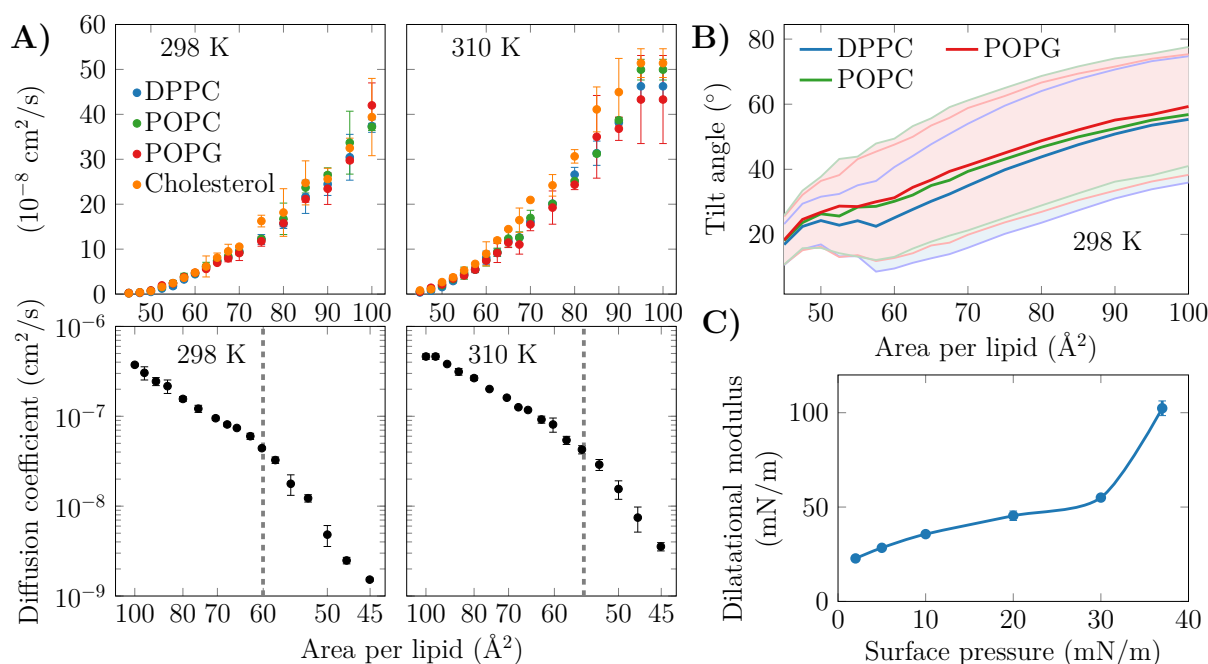 A)
298 K
DPPC
POPC
POPG
Cholesterol
(10⁻⁸ cm²/s)
0
10
20
30
40
50
60
50 60 70 80 90 100
310 K
50 60 70 80 90 100
298 K
Diffusion coefficient (cm²/s)
10⁻⁶
10⁻⁷
10⁻⁸
10⁻⁹
100 80 70 60 50 45
310 K
100 80 70 60 50 45
Area per lipid (Å²)
B)
DPPC
POPG
POPC
Tilt angle (°)
80
60
40
20
298 K
50 60 70 80 90 100
Area per lipid (Å²)
C)
Dilatational modulus
(mN/m)
100
50
0
0 10 20 30 40
Surface pressure (mN/m)